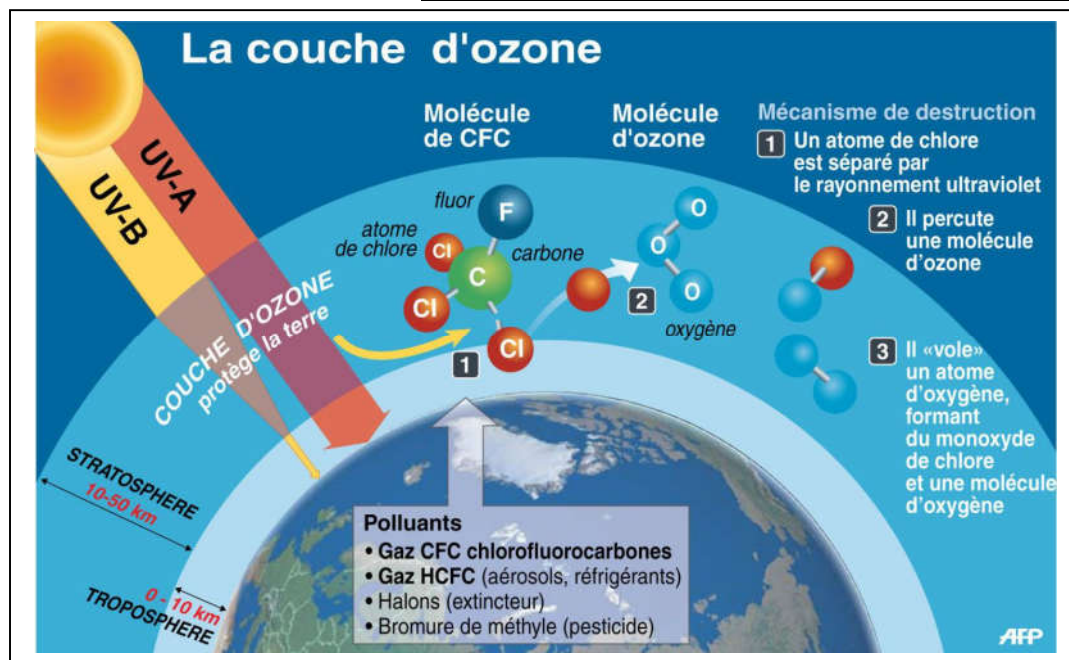 La couche d'ozone
UV-A
UV-B
COUCHE D'OZONE
protège la terre
STRATOSPHERE
10-50 km
0 - 10 km
TROPOSPHERE
Molécule
de CFC
fluor
F
atome
de chlore
Cl
carbone
C
Cl
Cl
1
Molécule
d'ozone
O
O
O
2
oxygène
Mécanisme de destruction
1 Un atome de chlore
est séparé par
le rayonnement ultraviolet
2 Il percute
une molécule
d'ozone
3 Il «vole»
un atome
d'oxygène,
formant
du monoxyde
de chlore
et une molécule
d'oxygène
Polluants
• Gaz CFC chlorofluorocarbones
• Gaz HCFC (aérosols, réfrigérants)
• Halons (extincteur)
• Bromure de méthyle (pesticide)
AFP